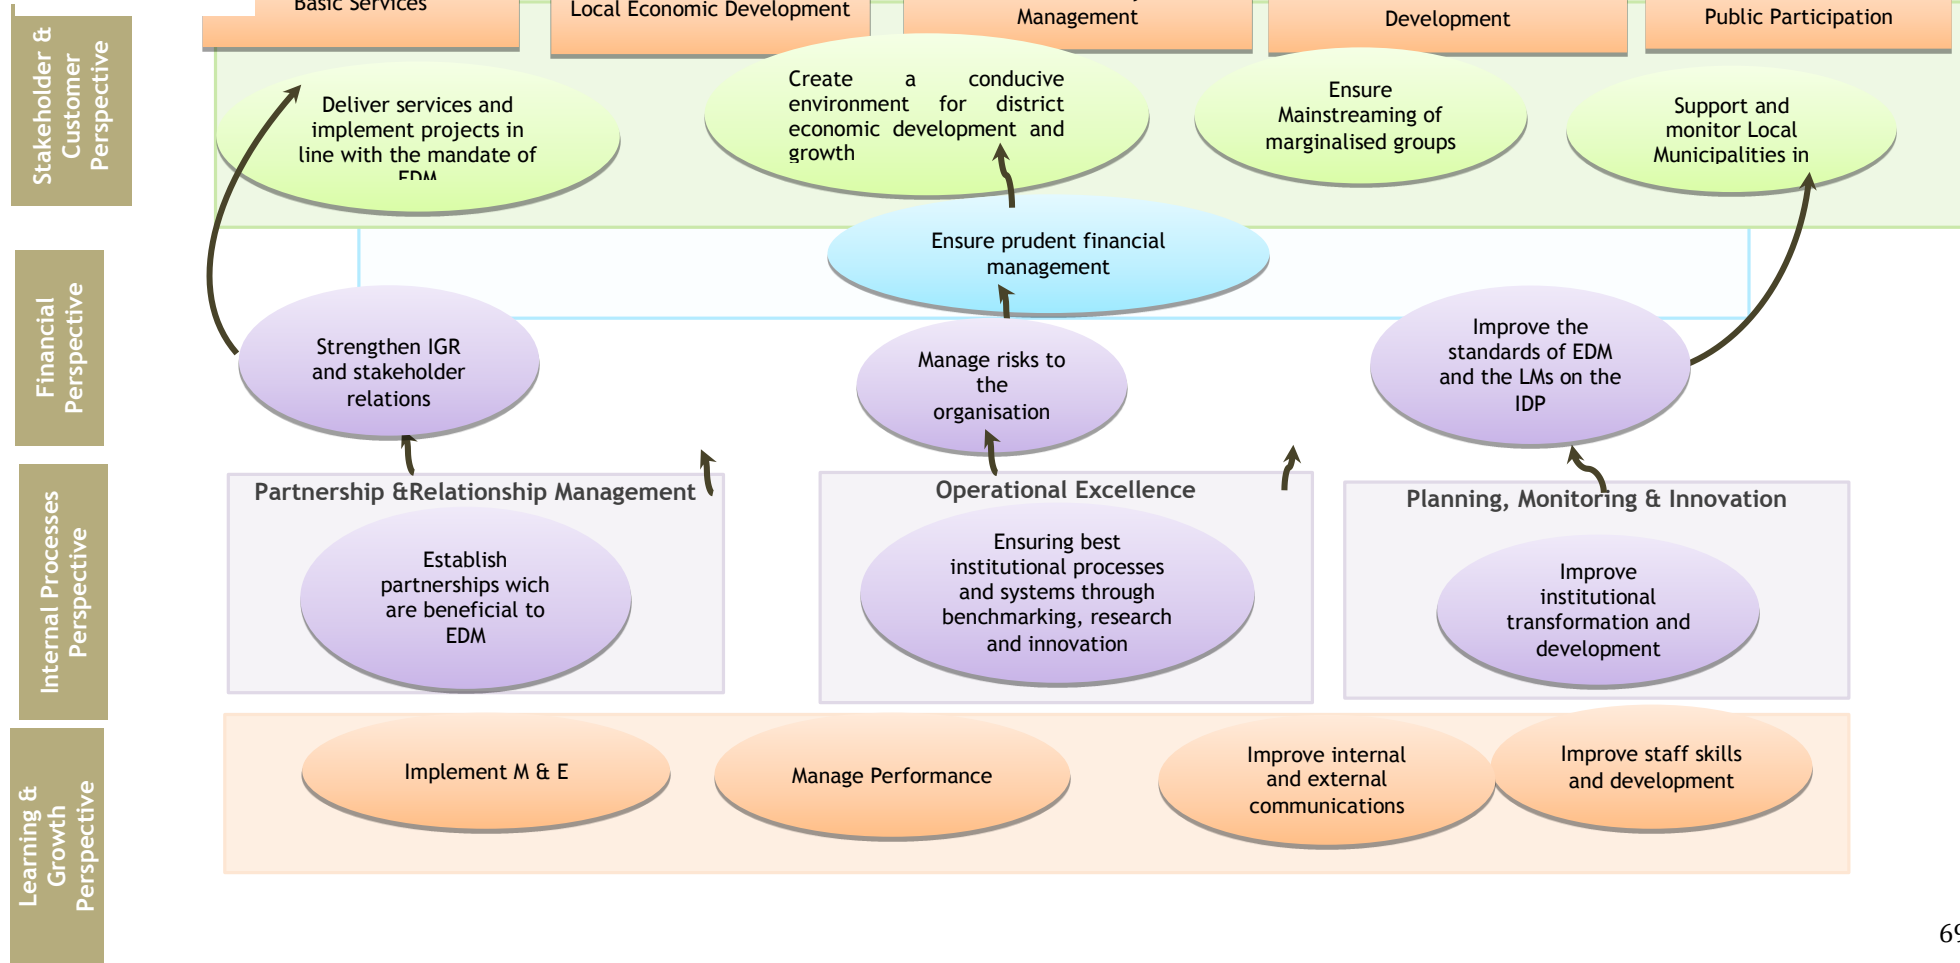 Basic Services
Local Economic Development
Management
Development
Public Participation
Stakeholder &
Customer
Perspective
Deliver services and
implement projects in
line with the mandate of
EDM
Create a conducive
environment for district
economic development and
growth
Ensure
Mainstreaming of
marginalised groups
Support and
monitor Local
Municipalities in
Financial
Perspective
Ensure prudent financial
management
Strengthen IGR
and stakeholder
relations
Manage risks to
the
organisation
Improve the
standards of EDM
and the LMs on the
IDP
Internal Processes
Perspective
Partnership &Relationship Management
Establish
partnerships wich
are beneficial to
EDM
Operational Excellence
Ensuring best
institutional processes
and systems through
benchmarking, research
and innovation
Planning, Monitoring & Innovation
Improve
institutional
transformation and
development
Learning &
Growth
Perspective
Implement M & E
Manage Performance
Improve internal
and external
communications
Improve staff skills
and development
69